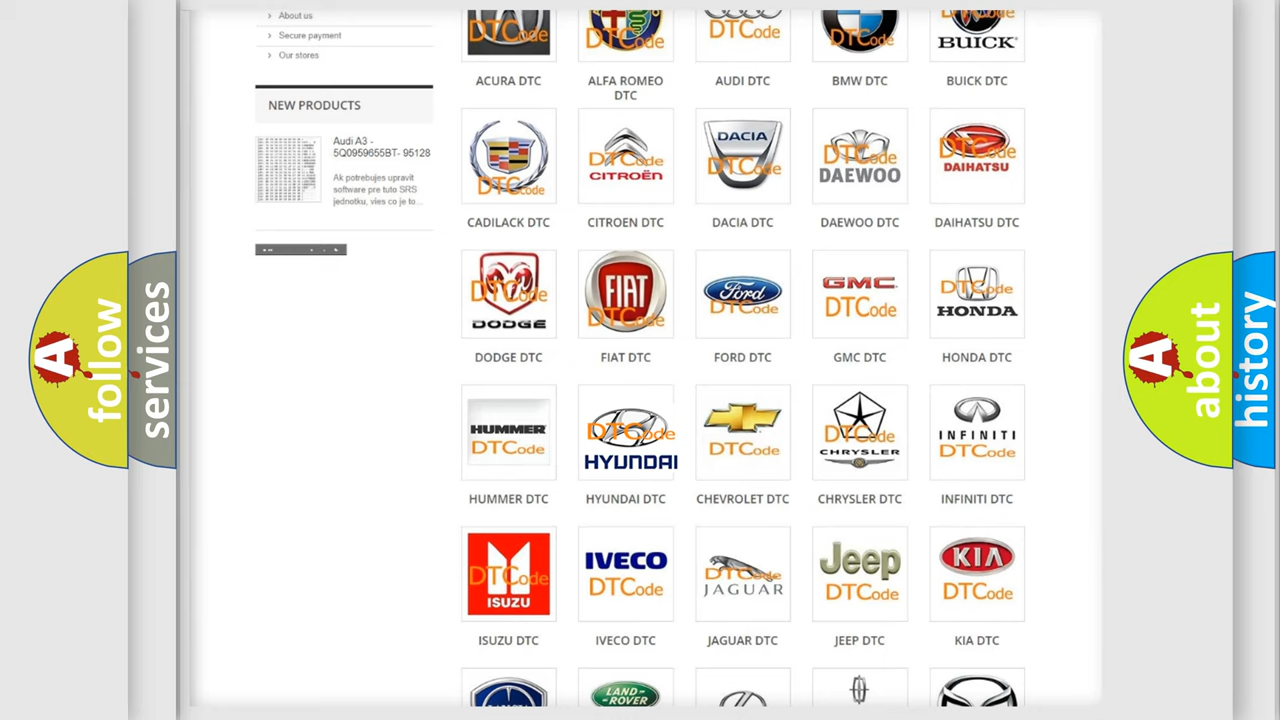 About us
Secure payment
Our stores
NEW PRODUCTS
Audi A3 -
5Q0959655BT- 95128
Ak potrebujes upravit
software pre tuto SRS
jednotku, vies co je to...
DTCode DTCode DTCode DTCode BUICK
ACURA DTC
ALFA ROMEO
DTC
AUDI DTC
BMW DTC
BUICK DTC
DTCode
DTCode
CITROËN
DACIA
DTCode
DTCode
DAEWOO
DTCode
DAIHATSU
CADILACK DTC
CITROEN DTC
DACIA DTC
DAEWOO DTC
DAIHATSU DTC
DTCode
DODGE
FIAT
DTCode
Ford
DTCode
GMC
DTCode
DTCode
HONDA
DODGE DTC
FIAT DTC
FORD DTC
GMC DTC
HONDA DTC
HUMMER
DTCode
DTCode
HYUNDAI
DTCode
DTCode
CHRYSLER
INFINITI
DTCode
HUMMER DTC
HYUNDAI DTC
CHEVROLET DTC
CHRYSLER DTC
INFINITI DTC
DTCode
ISUZU
IVECO
DTCode
DTCode
JAGUAR
Jeep
DTCode
KIA
DTCode
ISUZU DTC
IVECO DTC
JAGUAR DTC
JEEP DTC
KIA DTC
LAND-
ROVER
A follow
services
A about
history